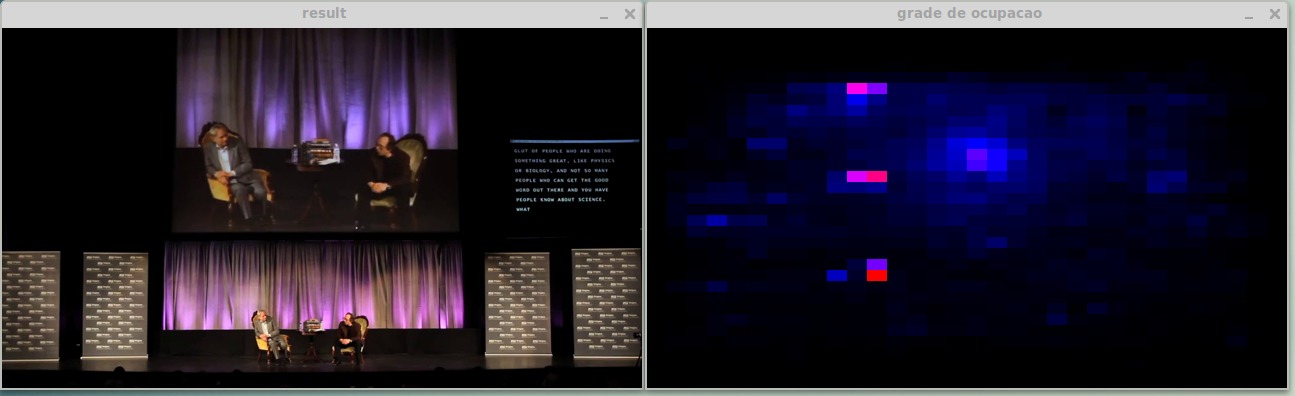 result
grade de ocupacao
GLUT OF PEOPLE WHO ARE DOING
SOMETHING GREAT, LIKE PHYSICS
OR BIOLOGY, AND NOT SO MANY
PEOPLE WHO CAN GET THE GOOD
WORD OUT THERE AND YOU HAVE
PEOPLE KNOW ABOUT SCIENCE.
WHAT